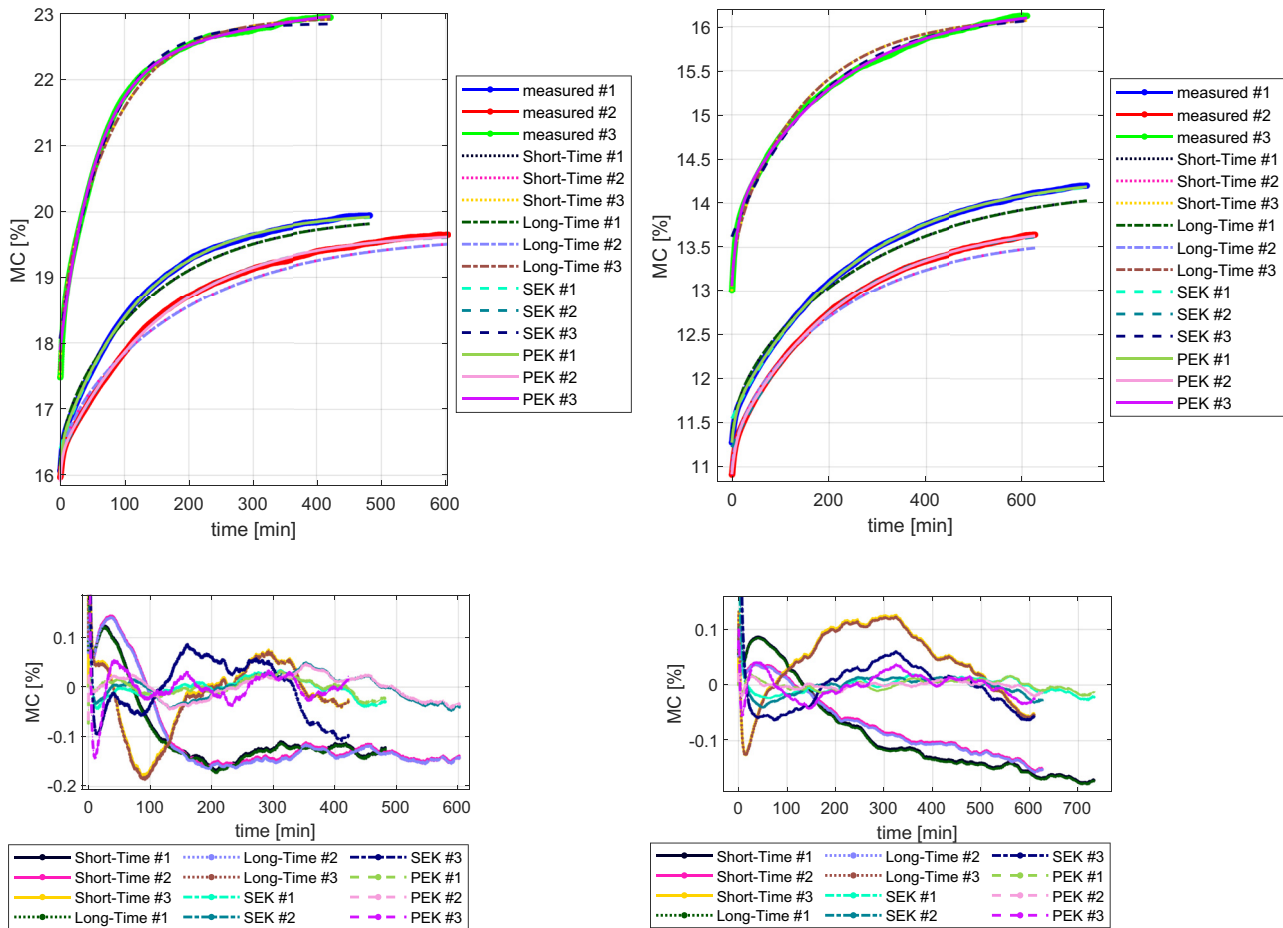 23
22
21
20
19
18
17
16
MC [%]
0 100 200 300 400 500 600
time [min]
measured #1
measured #2
measured #3
Short-Time #1
Short-Time #2
Short-Time #3
Long-Time #1
Long-Time #2
Long-Time #3
SEK #1
SEK #2
SEK #3
PEK #1
PEK #2
PEK #3
16
15.5
15
14.5
14
13.5
13
12.5
12
11.5
11
MC [%]
0 200 400 600
time [min]
measured #1
measured #2
measured #3
Short-Time #1
Short-Time #2
Short-Time #3
Long-Time #1
Long-Time #2
Long-Time #3
SEK #1
SEK #2
SEK #3
PEK #1
PEK #2
PEK #3
0.1
0
-0.1
-0.2
MC [%]
0 100 200 300 400 500 600
time [min]
Short-Time #1 Long-Time #2 SEK #3
Short-Time #2 Long-Time #3 PEK #1
Short-Time #3 SEK #1 PEK #2
Long-Time #1 SEK #2 PEK #3
0.1
0
-0.1
MC [%]
0 100 200 300 400 500 600 700
time [min]
Short-Time #1 Long-Time #2 SEK #3
Short-Time #2 Long-Time #3 PEK #1
Short-Time #3 SEK #1 PEK #2
Long-Time #1 SEK #2 PEK #3